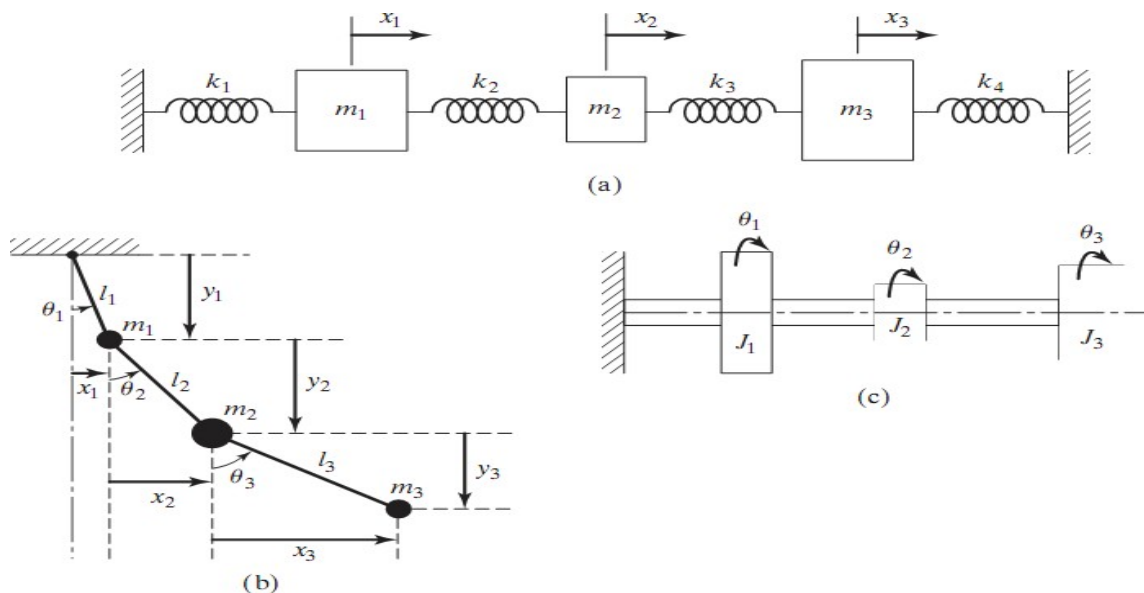 x₁ x₂ x₃
k₁ k₂ k₃ k₄
m₁ m₂ m₃
(a)
θ₁ l₁ y₁
m₁
x₁ θ₂ l₂ y₂
m₂
x₂ θ₃ l₃ y₃
m₃
x₃
(b)
θ₁ θ₂ θ₃
J₁ J₂ J₃
(c)